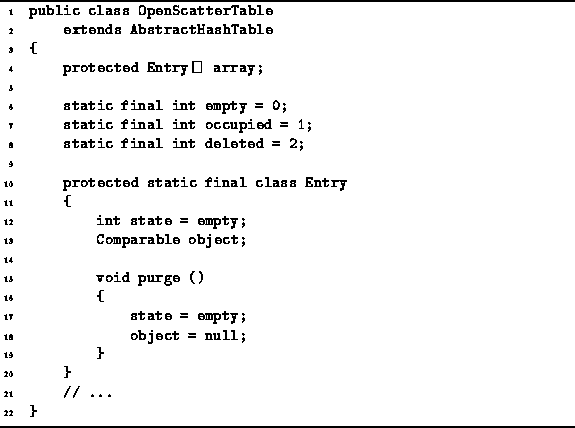 1 public class OpenScatterTable
2 extends AbstractHashTable
3 {
4 protected Entry[] array;
5
6 static final int empty = 0;
7 static final int occupied = 1;
8 static final int deleted = 2;
9
10 protected static final class Entry
11 {
12 int state = empty;
13 Comparable object;
14
15 void purge ()
16 {
17 state = empty;
18 object = null;
19 }
20 }
21 // ...
22 }